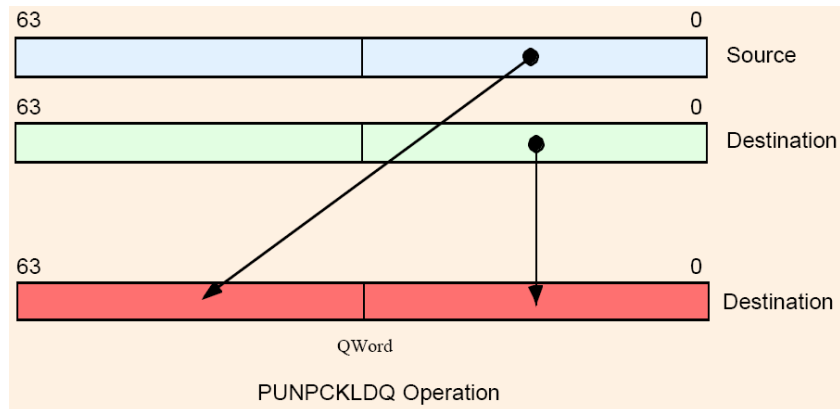 63 0
Source
63 0
Destination
63 0
Destination
QWord
PUNPCKLDQ Operation